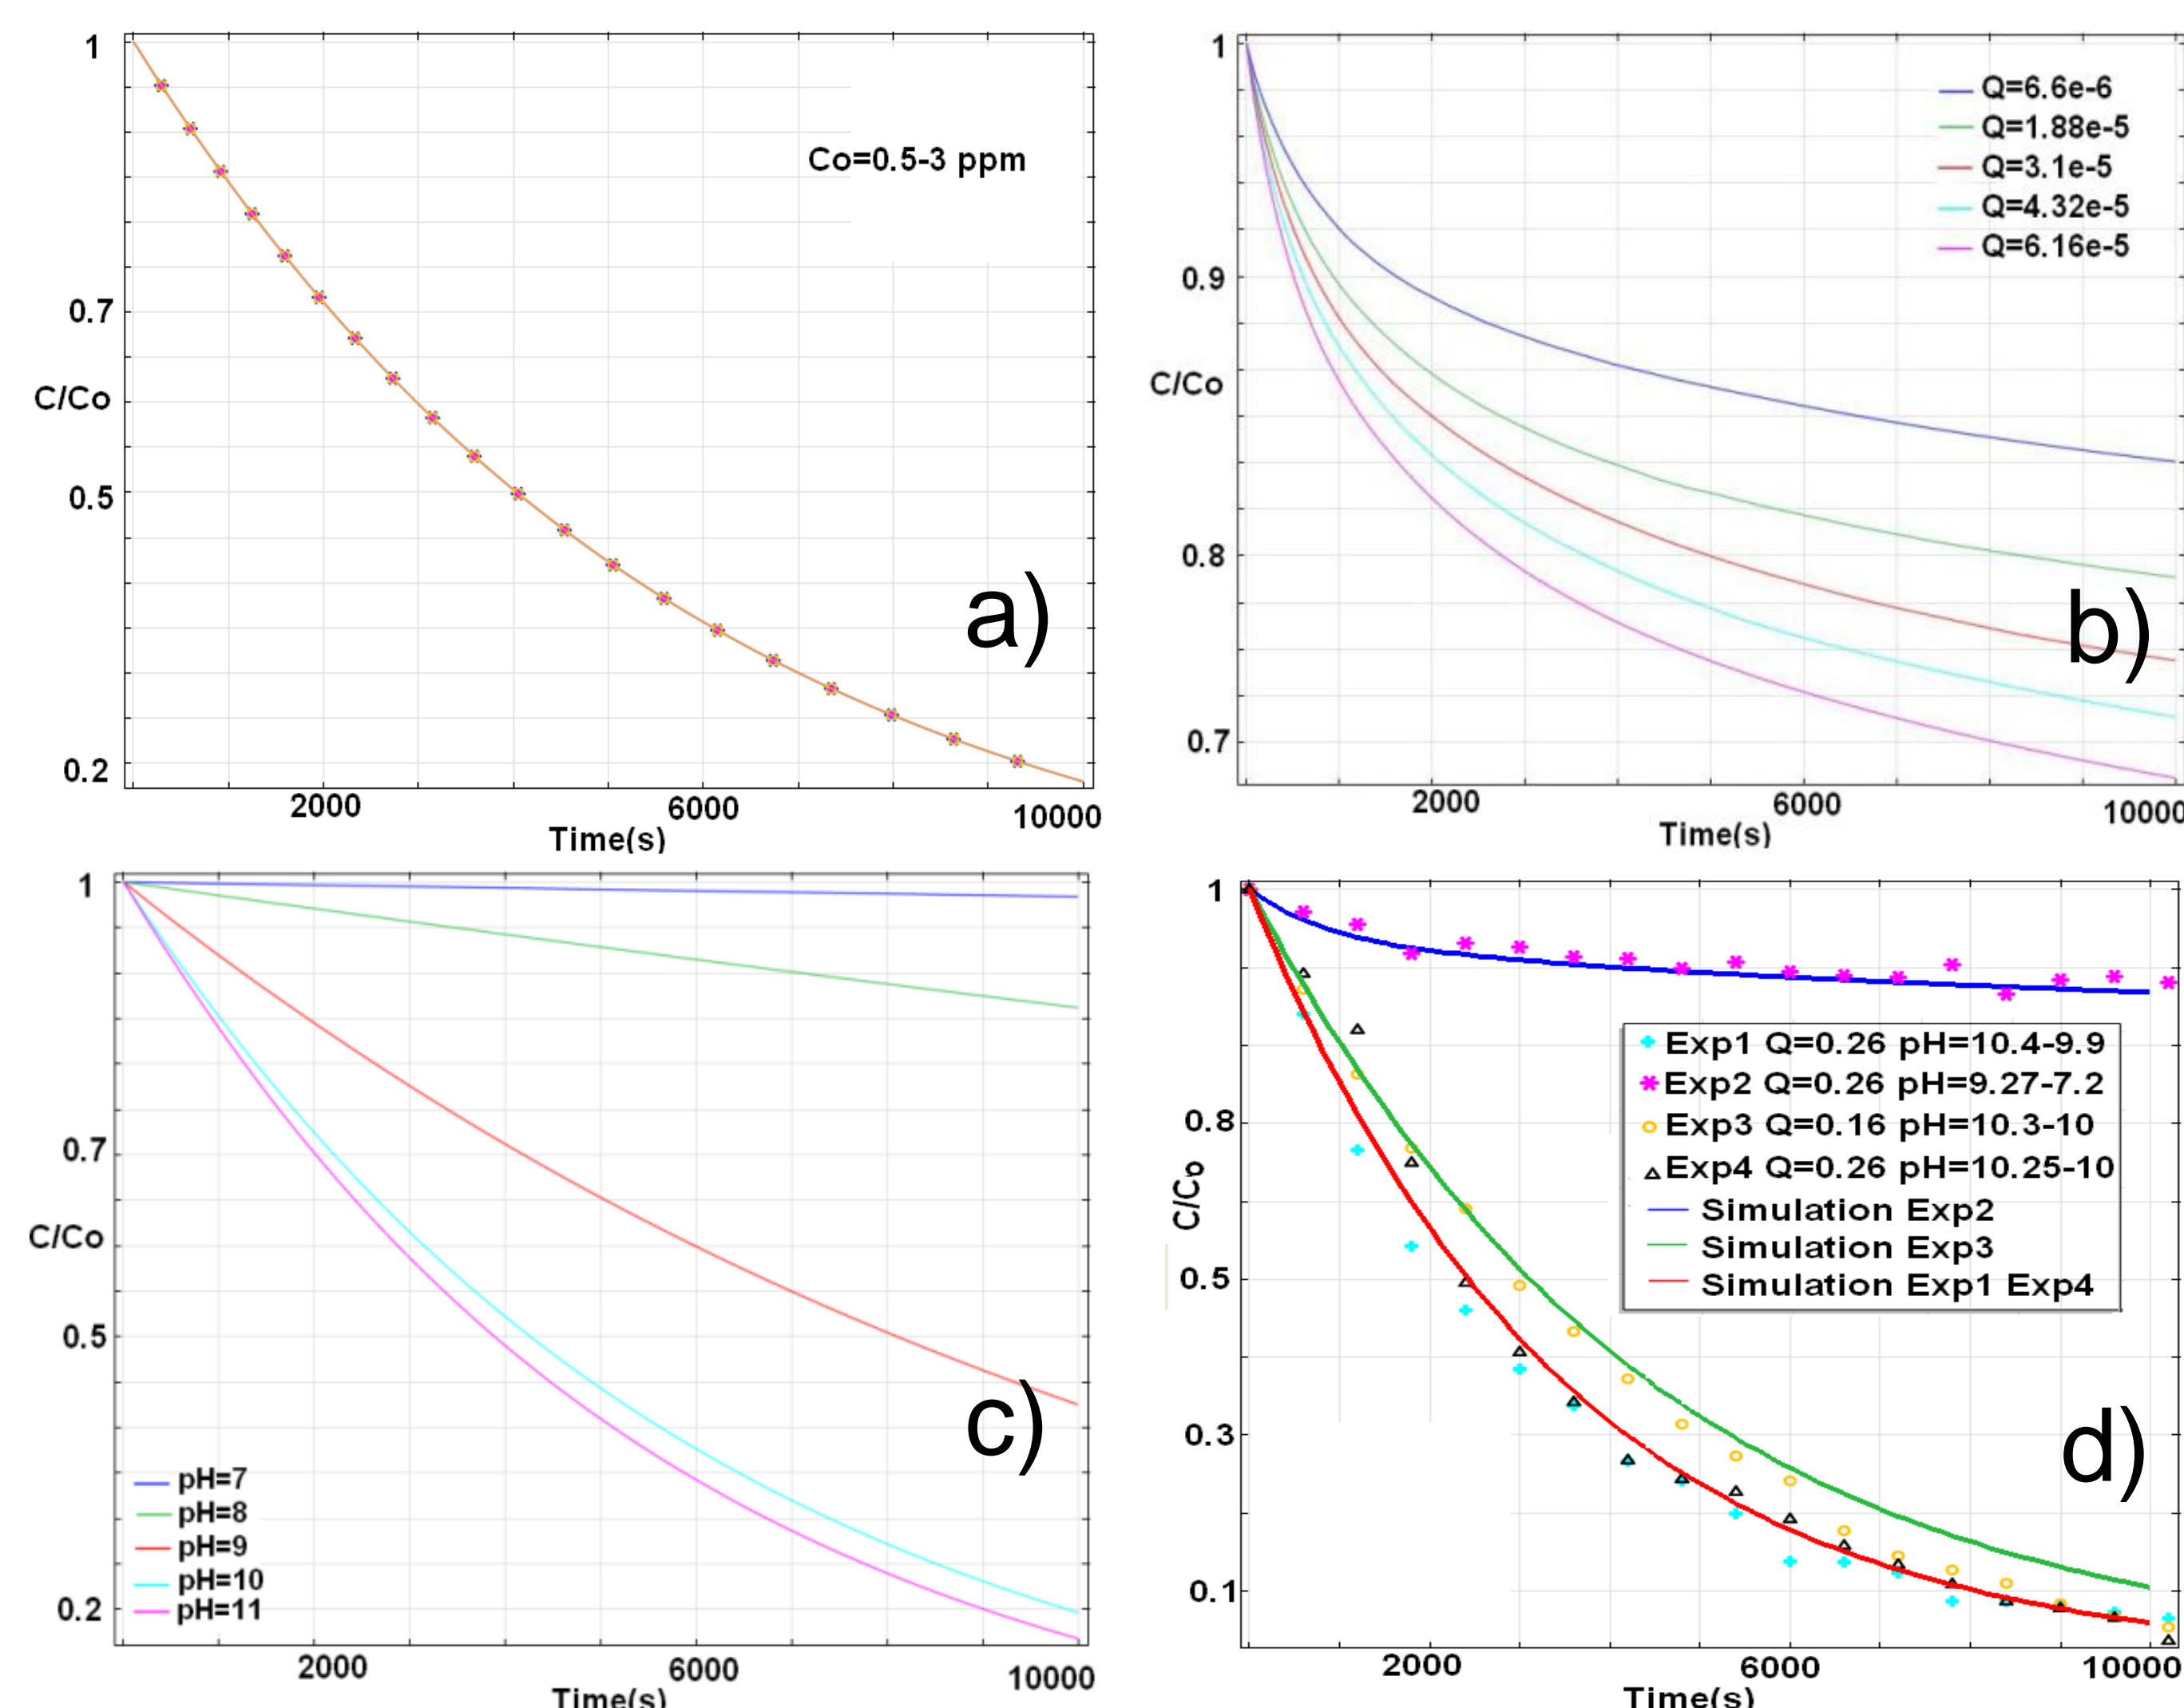 1
0.7
C/Co
0.5
0.2
Co=0.5-3 ppm
a)
2000
6000
10000
Time(s)
1
0.9
C/Co
0.8
0.7
Q=6.6e-6
Q=1.88e-5
Q=3.1e-5
Q=4.32e-5
Q=6.16e-5
b)
2000
6000
10000
Time(s)
1
0.7
C/Co
0.5
0.2
c)
pH=7
pH=8
pH=9
pH=10
pH=11
2000
6000
10000
Time(s)
1
0.8
C/Co
0.5
0.3
0.1
Exp1 Q=0.26 pH=10.4-9.9
Exp2 Q=0.26 pH=9.27-7.2
Exp3 Q=0.16 pH=10.3-10
Exp4 Q=0.26 pH=10.25-10
Simulation Exp2
Simulation Exp3
Simulation Exp1 Exp4
d)
2000
6000
10000
Time(s)